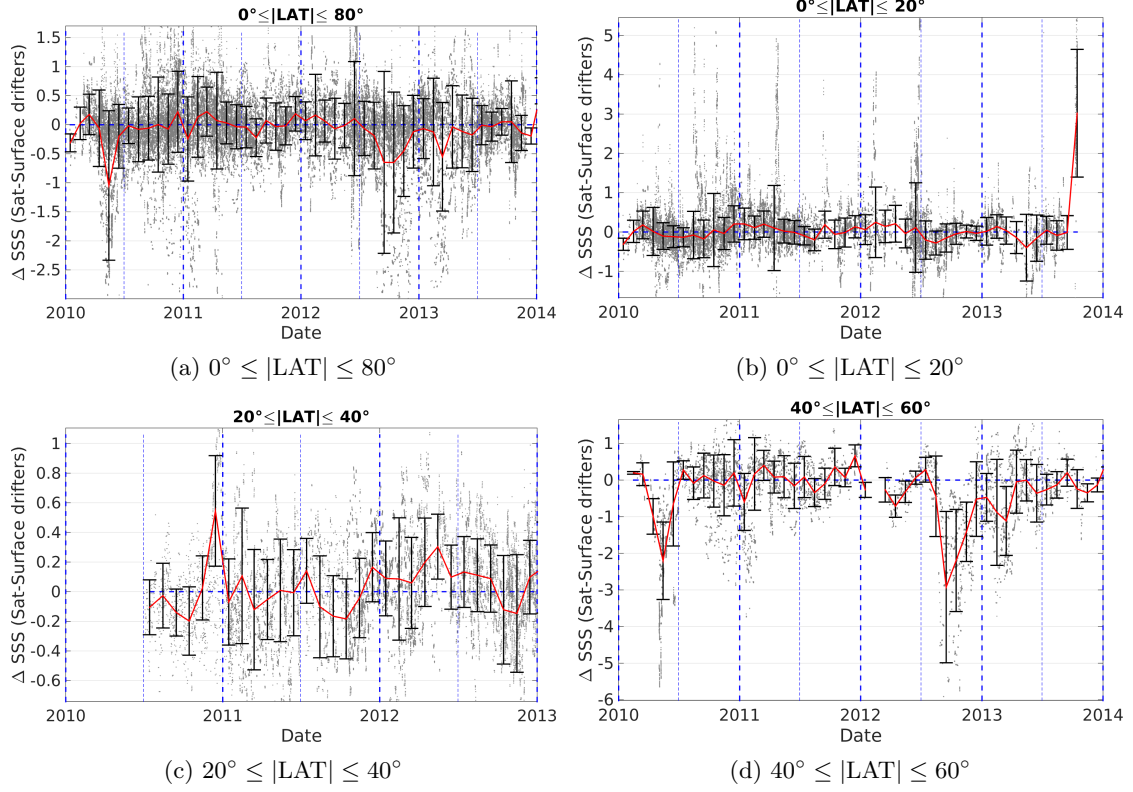 0°≤|LAT|≤ 80°
1.5
1
0.5
0
-0.5
-1
-1.5
-2
-2.5
Δ SSS (Sat-Surface drifters)
2010 2011 2012 2013 2014
Date
(a) 0° ≤ |LAT| ≤ 80°
0°≤|LAT|≤ 20°
5
4
3
2
1
0
-1
Δ SSS (Sat-Surface drifters)
2010 2011 2012 2013 2014
Date
(b) 0° ≤ |LAT| ≤ 20°
20°≤|LAT|≤ 40°
1
0.8
0.6
0.4
0.2
0
-0.2
-0.4
-0.6
Δ SSS (Sat-Surface drifters)
2010 2011 2012 2013
Date
(c) 20° ≤ |LAT| ≤ 40°
40°≤|LAT|≤ 60°
1
0
-1
-2
-3
-4
-5
-6
Δ SSS (Sat-Surface drifters)
2010 2011 2012 2013 2014
Date
(d) 40° ≤ |LAT| ≤ 60°